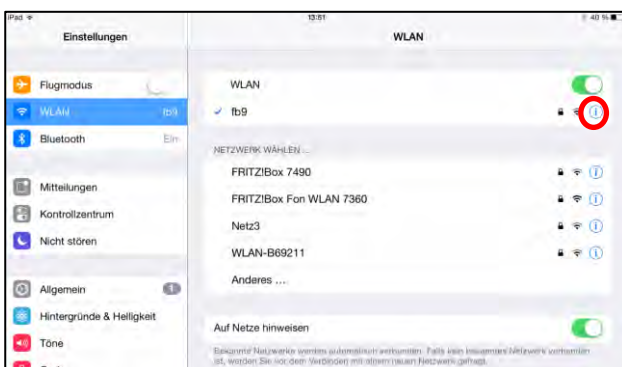 iPad 13:51 40 %
Einstellungen
WLAN
Flugmodus
WLAN fb9
Bluetooth Ein
Mitteilungen
Kontrollzentrum
Nicht stören
Allgemein 1
Hintergründe & Helligkeit
Töne
WLAN
fb9
NETZWERK WÄHLEN ...
FRITZ!Box 7490
FRITZ!Box Fon WLAN 7360
Netz3
WLAN-B69211
Anderes ...
Auf Netze hinweisen
Bekannte Netzwerke werden automatisch verbunden. Falls kein bekanntes Netzwerk vorhanden
ist, werden Sie vor dem Verbinden mit einem neuen Netzwerk gefragt.